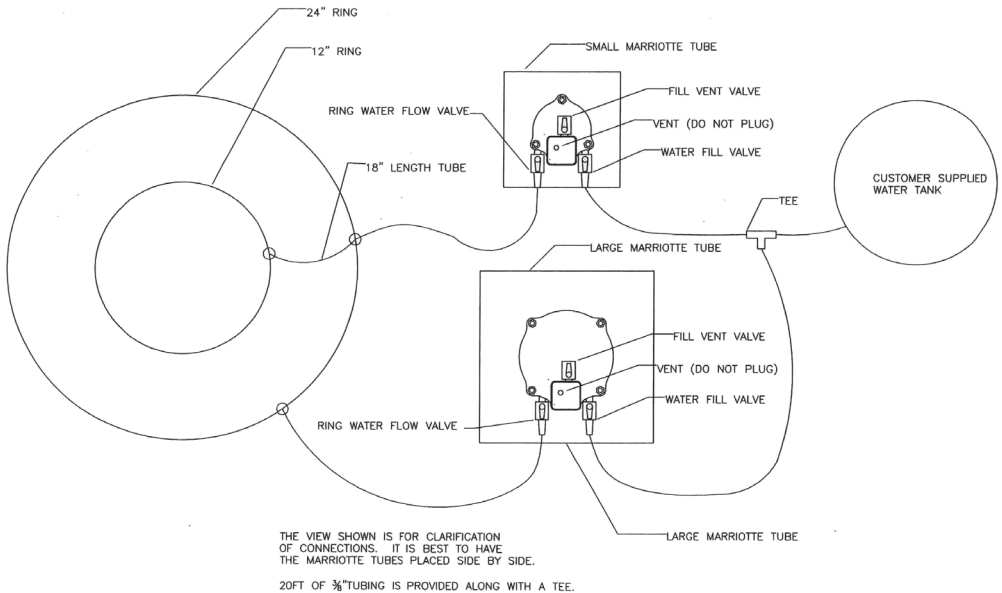 24" RING
12" RING
SMALL MARRIOTTE TUBE
FILL VENT VALVE
RING WATER FLOW VALVE
VENT (DO NOT PLUG)
WATER FILL VALVE
18" LENGTH TUBE
CUSTOMER SUPPLIED
WATER TANK
TEE
LARGE MARRIOTTE TUBE
FILL VENT VALVE
VENT (DO NOT PLUG)
WATER FILL VALVE
RING WATER FLOW VALVE
LARGE MARRIOTTE TUBE
THE VIEW SHOWN IS FOR CLARIFICATION
OF CONNECTIONS. IT IS BEST TO HAVE
THE MARRIOTTE TUBES PLACED SIDE BY SIDE.
20FT OF ⅜"TUBING IS PROVIDED ALONG WITH A TEE.